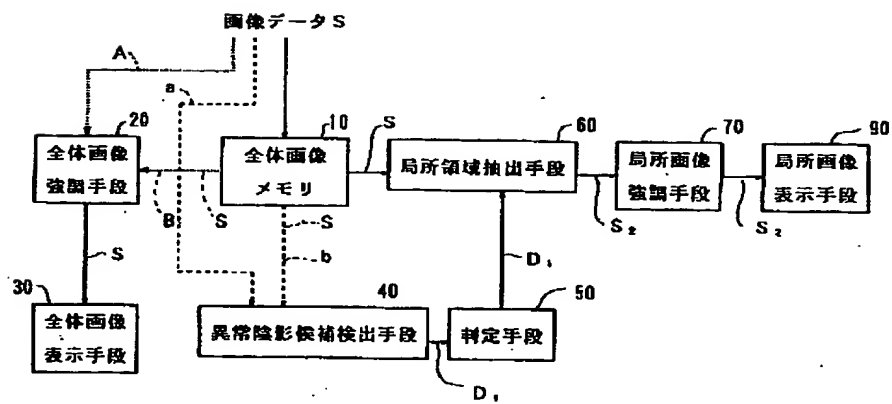 画像データS
A
a
20
10
S
60
70
90
全体画像
強調手段
全体画像
メモリ
局所領域抽出手段
局所画像
強調手段
局所画像
表示手段
B
S
S
S₂
S₂
S
b
D₁
30
40
50
全体画像
表示手段
異常陰影候補検出手段
判定手段
D₁